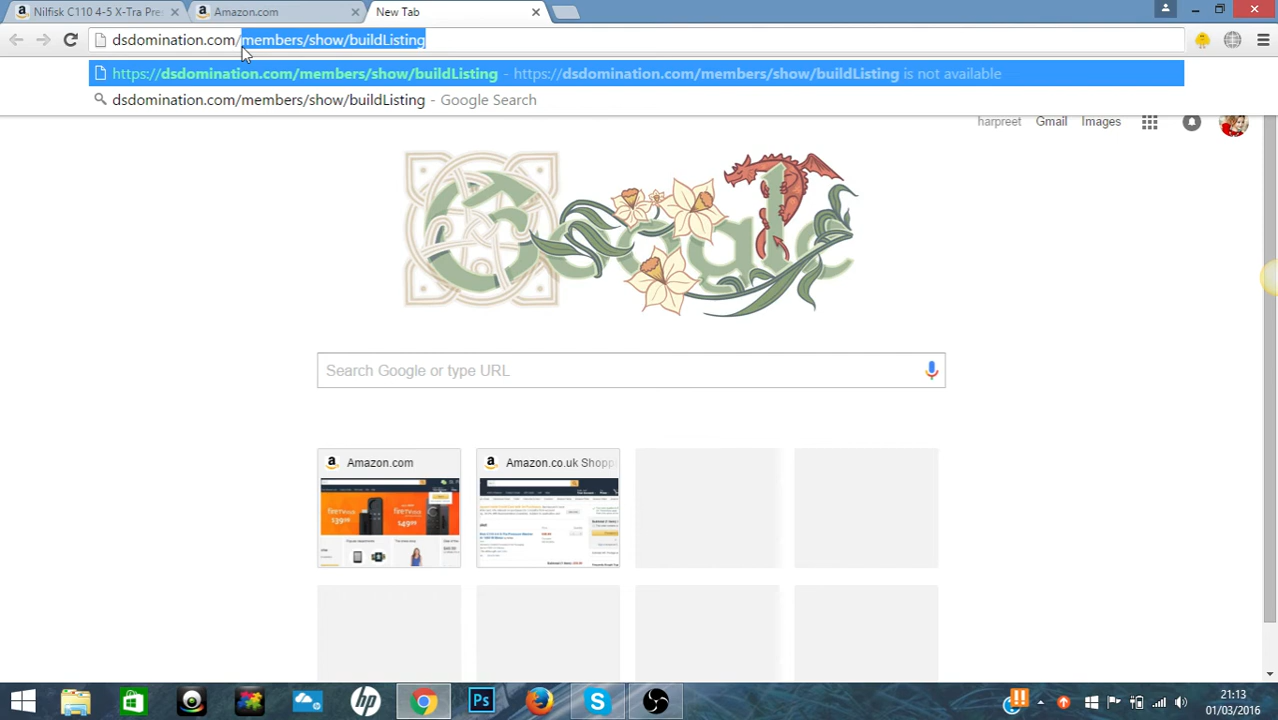 Nilfisk C110 4-5 X-Tra Pre
Amazon.com
New Tab
dsdomination.com/members/show/buildListing
https://dsdomination.com/members/show/buildListing - https://dsdomination.com/members/show/buildListing is not available
dsdomination.com/members/show/buildListing - Google Search
harpreet Gmail Images
Google
Search Google or type URL
Amazon.com
Amazon.co.uk Shoppi
21:13
01/03/2016